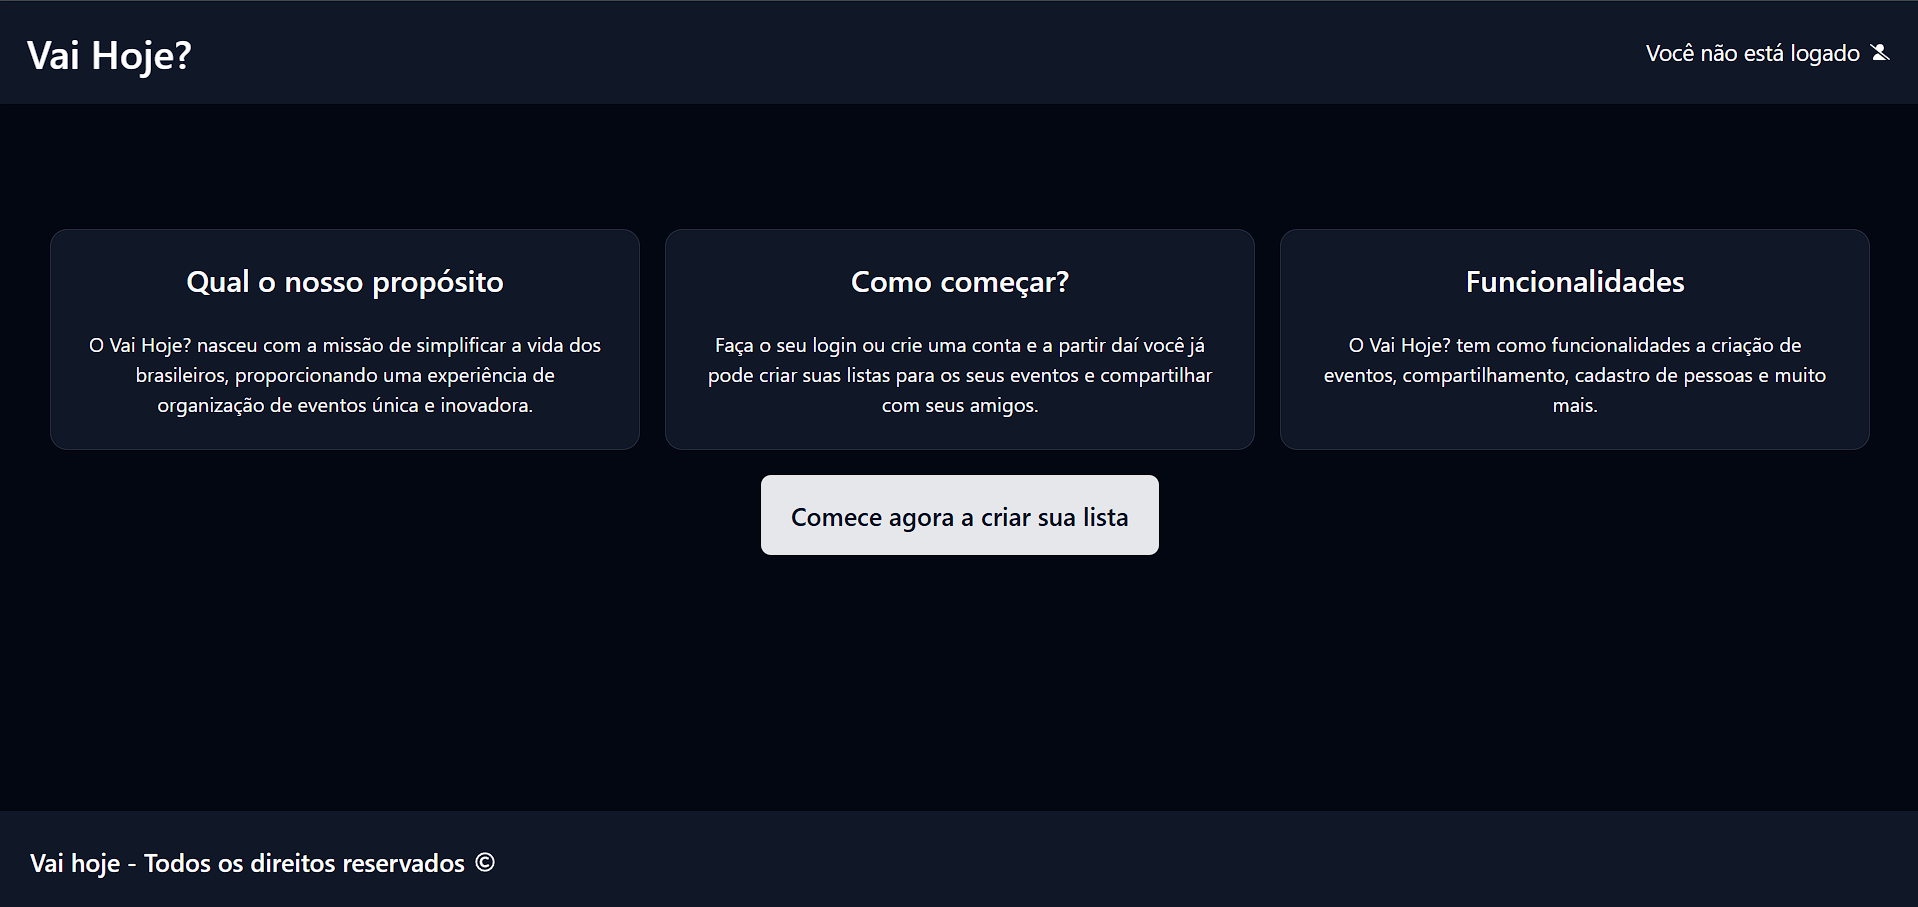 Vai Hoje?
Você não está logado
Qual o nosso propósito
O Vai Hoje? nasceu com a missão de simplificar a vida dos
brasileiros, proporcionando uma experiência de
organização de eventos única e inovadora.
Como começar?
Faça o seu login ou crie uma conta e a partir daí você já
pode criar suas listas para os seus eventos e compartilhar
com seus amigos.
Funcionalidades
O Vai Hoje? tem como funcionalidades a criação de
eventos, compartilhamento, cadastro de pessoas e muito
mais.
Comece agora a criar sua lista
Vai hoje - Todos os direitos reservados ©